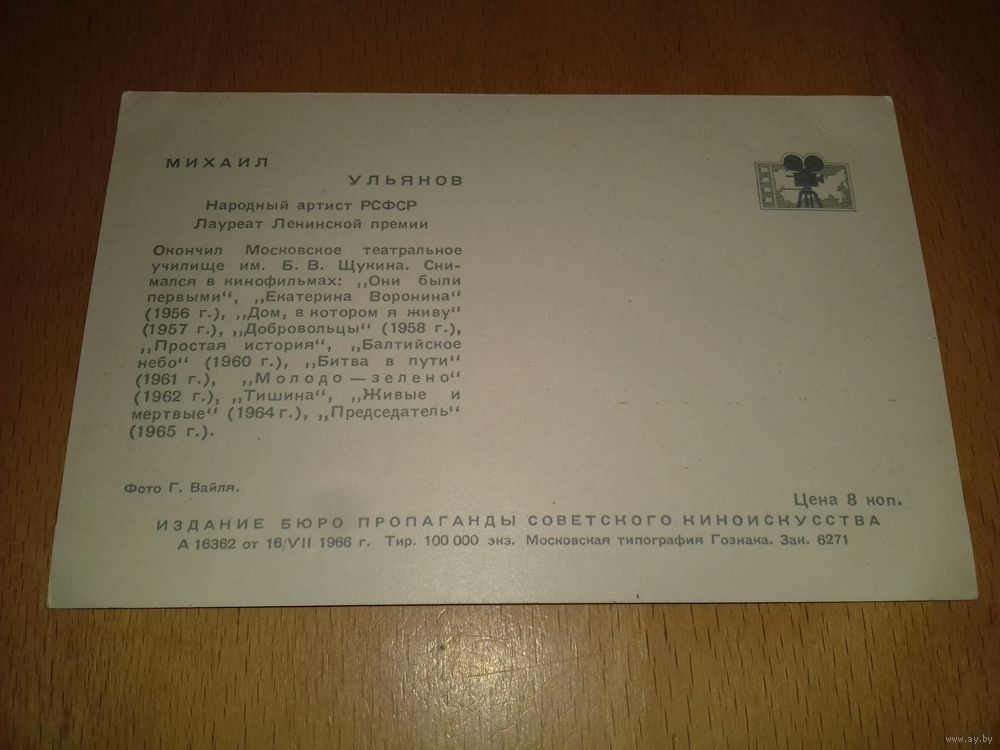 МИХАИЛ
УЛЬЯНОВ
Народный артист РСФСР
Лауреат Ленинской премии
Окончил Московское театральное
училище им. Б. В. Щукина. Сни-
мался в кинофильмах: „Они были
первыми“, „Екатерина Воронина“
(1956 г.), „Дом, в котором я живу“
(1957 г.), „Добровольцы“ (1958 г.),
„Простая история“, „Балтийское
небо“ (1960 г.), „Битва в пути“
(1961 г.), „Молодо — зелено“
(1962 г.), „Тишина“, „Живые и
мертвые“ (1964 г.), „Председатель“
(1965 г.).
Фото Г. Вайля.
Цена 8 коп.
ИЗДАНИЕ БЮРО ПРОПАГАНДЫ СОВЕТСКОГО КИНОИСКУССТВА
А 16362 от 16/VII 1966 г. Тир. 100 000 экз. Московская типография Гознака. Зак. 6271
www.ay.by